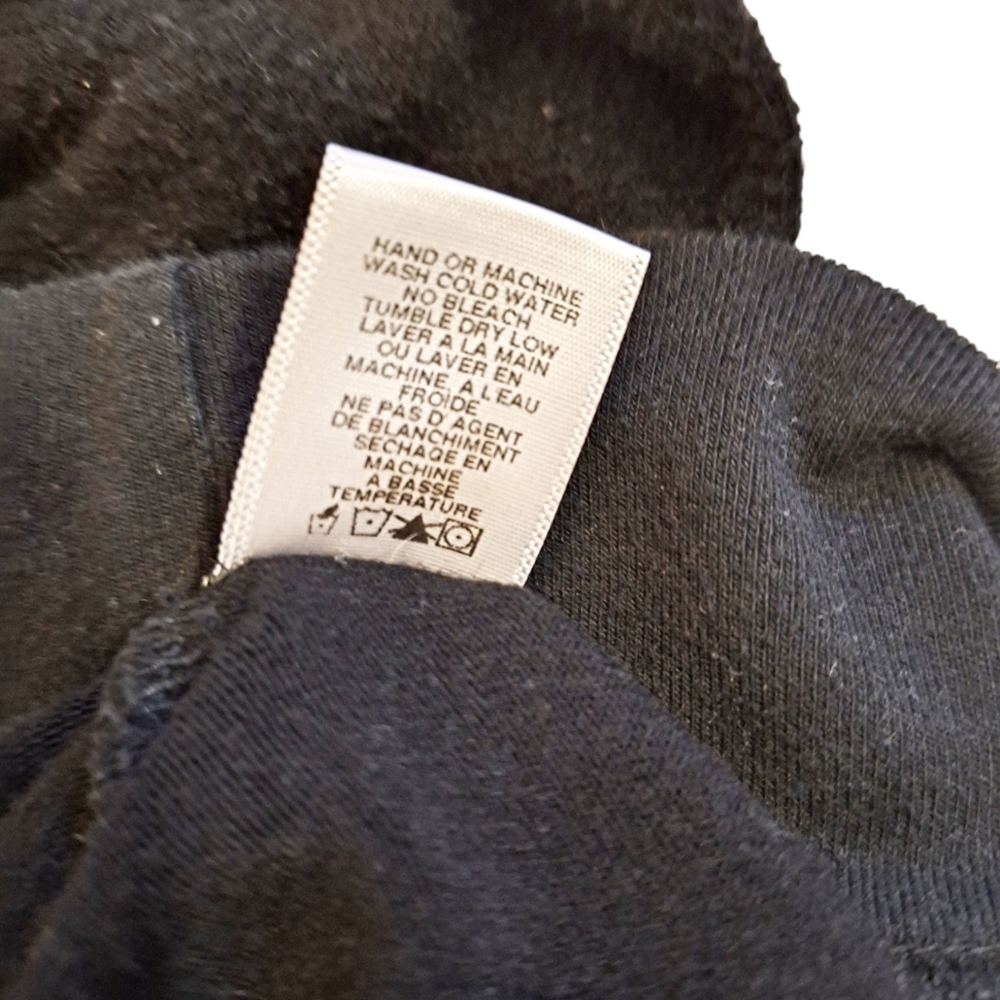 HAND OR MACHINE
WASH COLD WATER
NO BLEACH
TUMBLE DRY LOW
LAVER A LA MAIN
OU LAVER EN
MACHINE A L'EAU
FROIDE
NE PAS D'AGENT
DE BLANCHIMENT
SECHAGE EN
MACHINE
A BASSE
TEMPERATURE